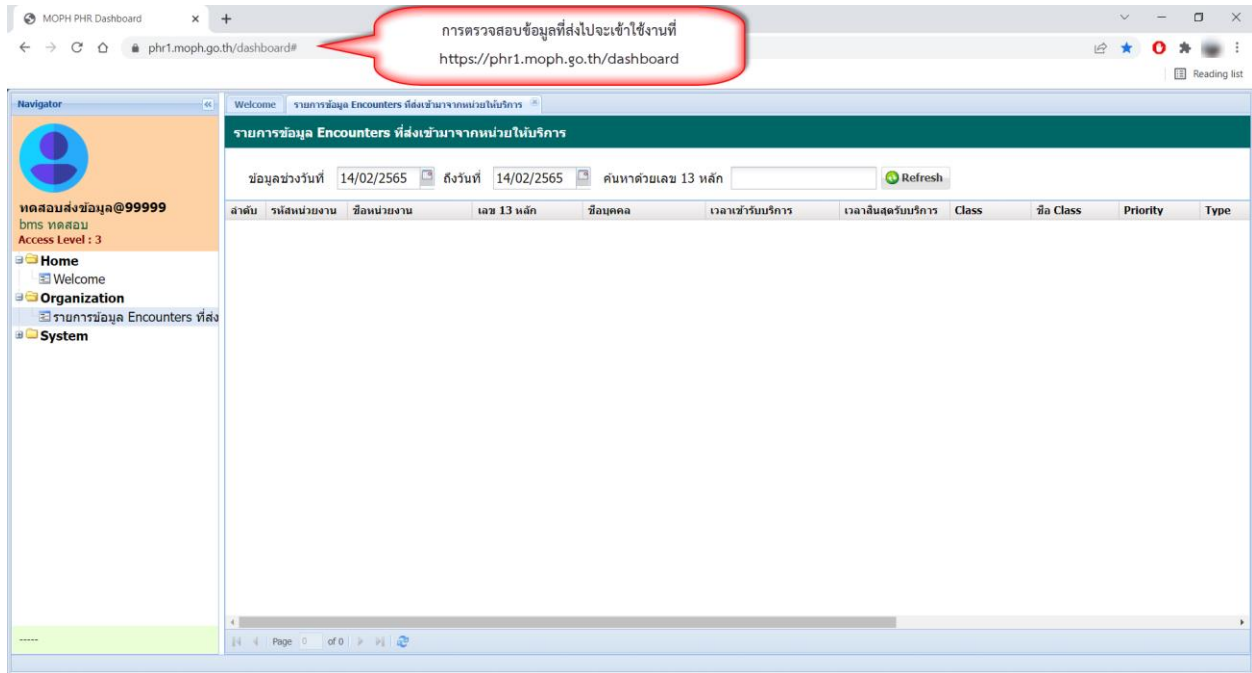 MOPH PHR Dashboard
การตรวจสอบข้อมูลที่ส่งไปจะเข้าใช้งานที่
https://phr1.moph.go.th/dashboard
phr1.moph.go.th/dashboard#
Reading list
Navigator
Welcome
รายการข้อมูล Encounters ที่ส่งเข้ามาจากหน่วยให้บริการ
รายการข้อมูล Encounters ที่ส่งเข้ามาจากหน่วยให้บริการ
ข้อมูลช่วงวันที่ 14/02/2565 ถึงวันที่ 14/02/2565 ค้นหาด้วยเลข 13 หลัก Refresh
ลำดับ รหัสหน่วยงาน ชื่อหน่วยงาน เลข 13 หลัก ชื่อบุคคล เวลาเข้ารับบริการ เวลาสิ้นสุดรับบริการ Class ชื่อ Class Priority Type
ทดสอบส่งข้อมูล@99999
bms ทดสอบ
Access Level : 3
Home
Welcome
Organization
รายการข้อมูล Encounters ที่ส่ง
System
-----
Page 0 of 0